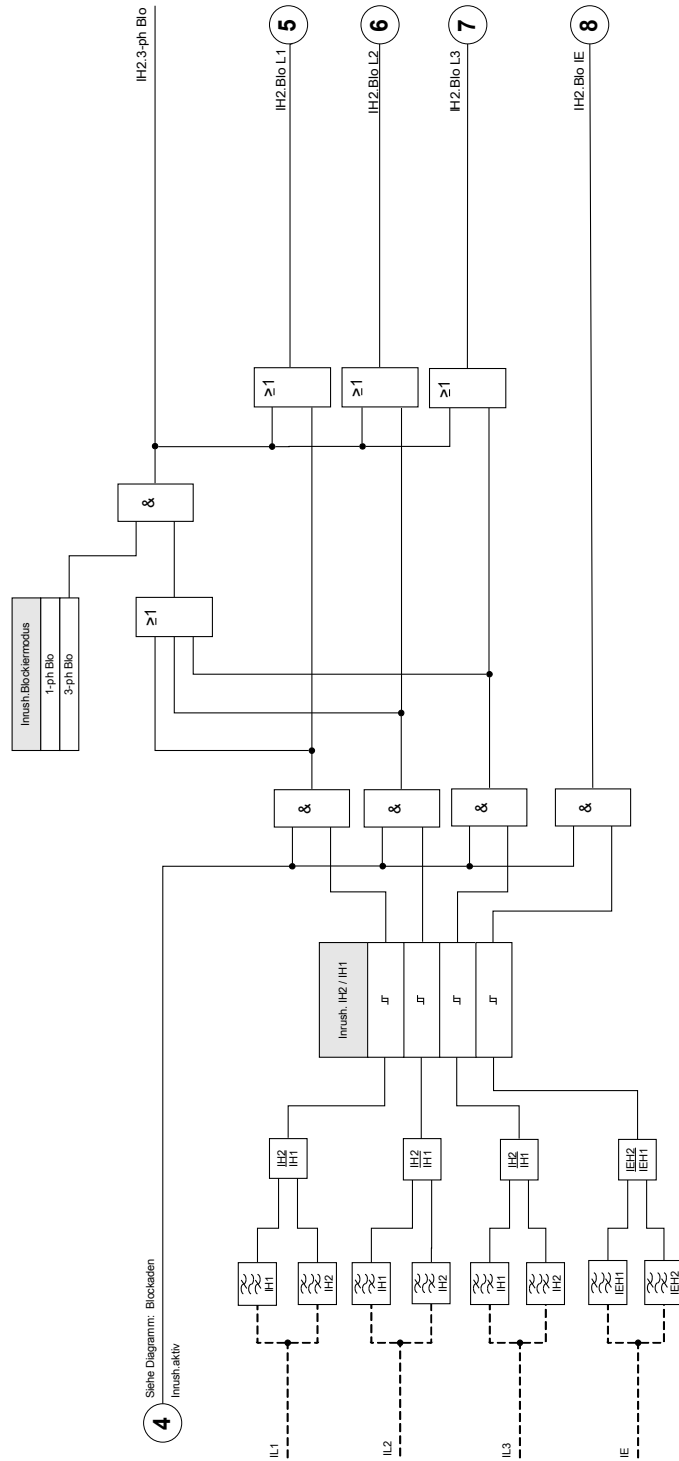 4
Siehe Diagramm: Blockaden
Inrush.aktiv
IL1
IL2
IL3
IE
IH1
IH2
IH1
IH2
IH1
IH2
IEH1
IEH2
IH2
IH1
IH2
IH1
IH2
IH1
IEH2
IEH1
Inrush. IH2 / IH1
&
&
&
&
Inrush.Blockiermodus
1-ph Blo
3-ph Blo
≥1
&
≥1
≥1
≥1
IH2.3-ph Blo
IH2.Blo L1
5
IH2.Blo L2
6
IH2.Blo L3
7
IH2.Blo IE
8